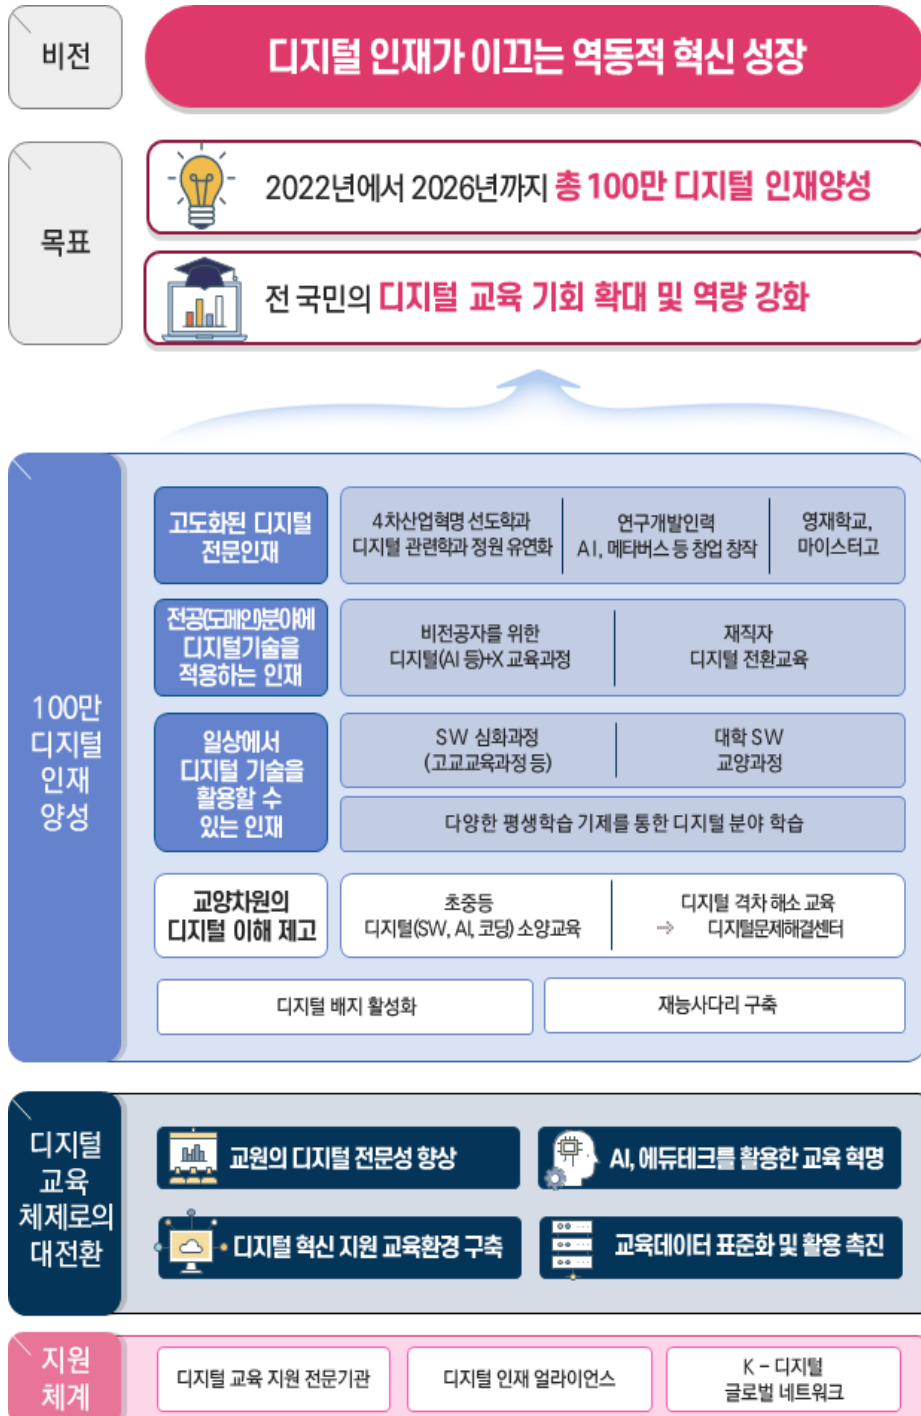 비전
디지털 인재가 이끄는 역동적 혁신 성장
목표
2022년에서 2026년까지 총 100만 디지털 인재양성
전 국민의 디지털 교육 기회 확대 및 역량 강화
100만
디지털
인재
양성
고도화된 디지털
전문인재
4차산업혁명 선도학과
디지털 관련학과 정원 유연화
연구개발인력
AI, 메타버스 등 창업 창작
영재학교,
마이스터고
전공(도메인)분야에
디지털기술을
적용하는 인재
비전공자를 위한
디지털(AI 등)+X 교육과정
재직자
디지털 전환교육
일상에서
디지털 기술을
활용할 수
있는 인재
SW 심화과정
(고교교육과정 등)
대학 SW
교양과정
다양한 평생학습 기제를 통한 디지털 분야 학습
교양차원의
디지털 이해 제고
초중등
디지털(SW, AI, 코딩) 소양교육
디지털 격차 해소 교육
→ 디지털문제해결센터
디지털 배지 활성화
재능사다리 구축
디지털
교육
체제로의
대전환
교원의 디지털 전문성 향상
AI, 에듀테크를 활용한 교육 혁명
디지털 혁신 지원 교육환경 구축
교육데이터 표준화 및 활용 촉진
지원
체계
디지털 교육 지원 전문기관
디지털 인재 얼라이언스
K - 디지털
글로벌 네트워크